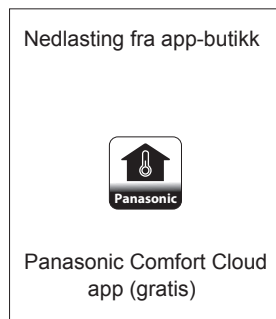 Nedlasting fra app-butikk
Panasonic
Panasonic Comfort Cloud
app (gratis)